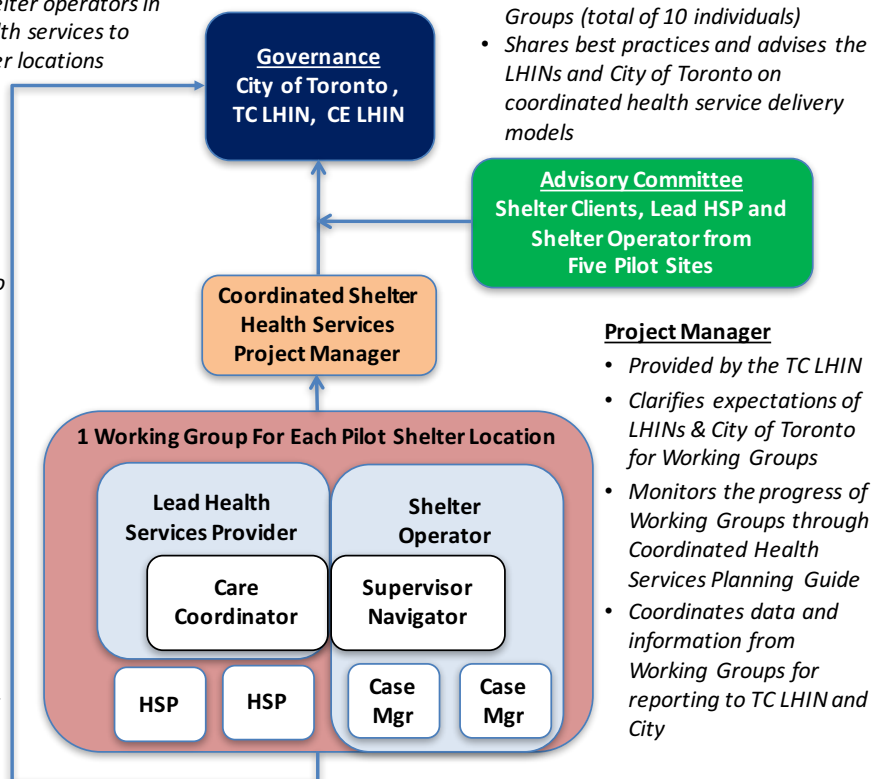 elter operators in
lth services to
er locations
Governance
City of Toronto ,
TC LHIN, CE LHIN
Groups (total of 10 individuals)
• Shares best practices and advises the
LHINs and City of Toronto on
coordinated health service delivery
models
Advisory Committee
Shelter Clients, Lead HSP and
Shelter Operator from
Five Pilot Sites
Coordinated Shelter
Health Services
Project Manager
Project Manager
• Provided by the TC LHIN
• Clarifies expectations of
LHINs & City of Toronto
for Working Groups
• Monitors the progress of
Working Groups through
Coordinated Health
Services Planning Guide
• Coordinates data and
information from
Working Groups for
reporting to TC LHIN and
City
1 Working Group For Each Pilot Shelter Location
Lead Health
Services Provider
Shelter
Operator
Care
Coordinator
Supervisor
Navigator
HSP
HSP
Case
Mgr
Case
Mgr